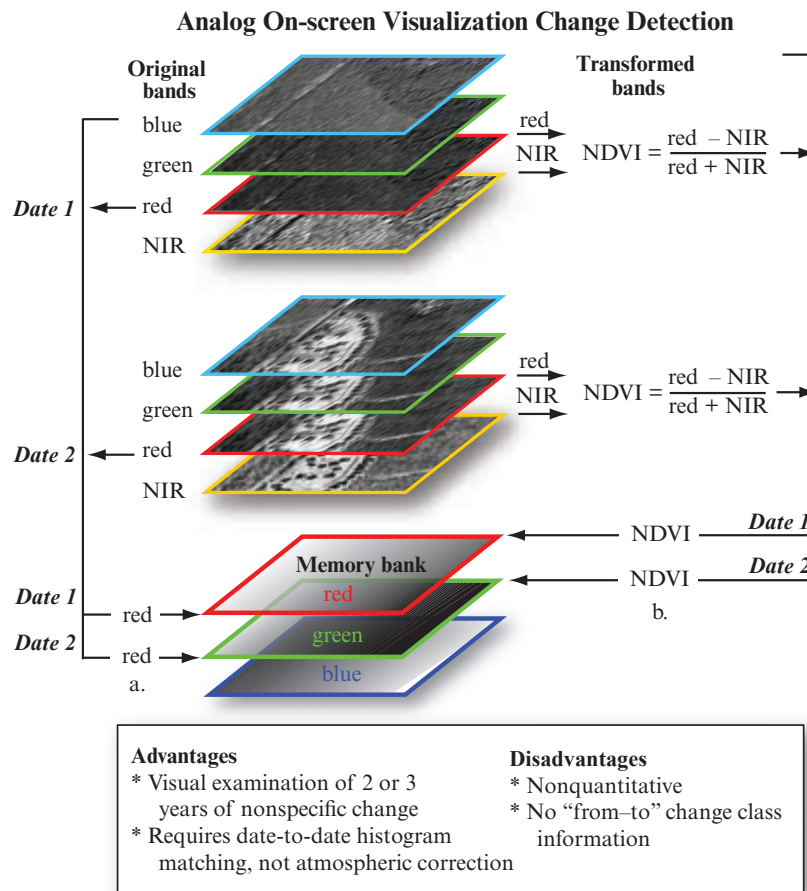 Analog On-screen Visualization Change Detection
Original bands
Transformed bands
blue
green
Date 1
red
NIR
red
NIR
NDVI = red – NIR / red + NIR
blue
green
Date 2
red
NIR
red
NIR
NDVI = red – NIR / red + NIR
NDVI Date 1
NDVI Date 2
b.
Memory bank
red
green
blue
Date 1 red
Date 2 red
a.
Advantages
* Visual examination of 2 or 3
years of nonspecific change
* Requires date-to-date histogram
matching, not atmospheric correction
Disadvantages
* Nonquantitative
* No “from–to” change class
information